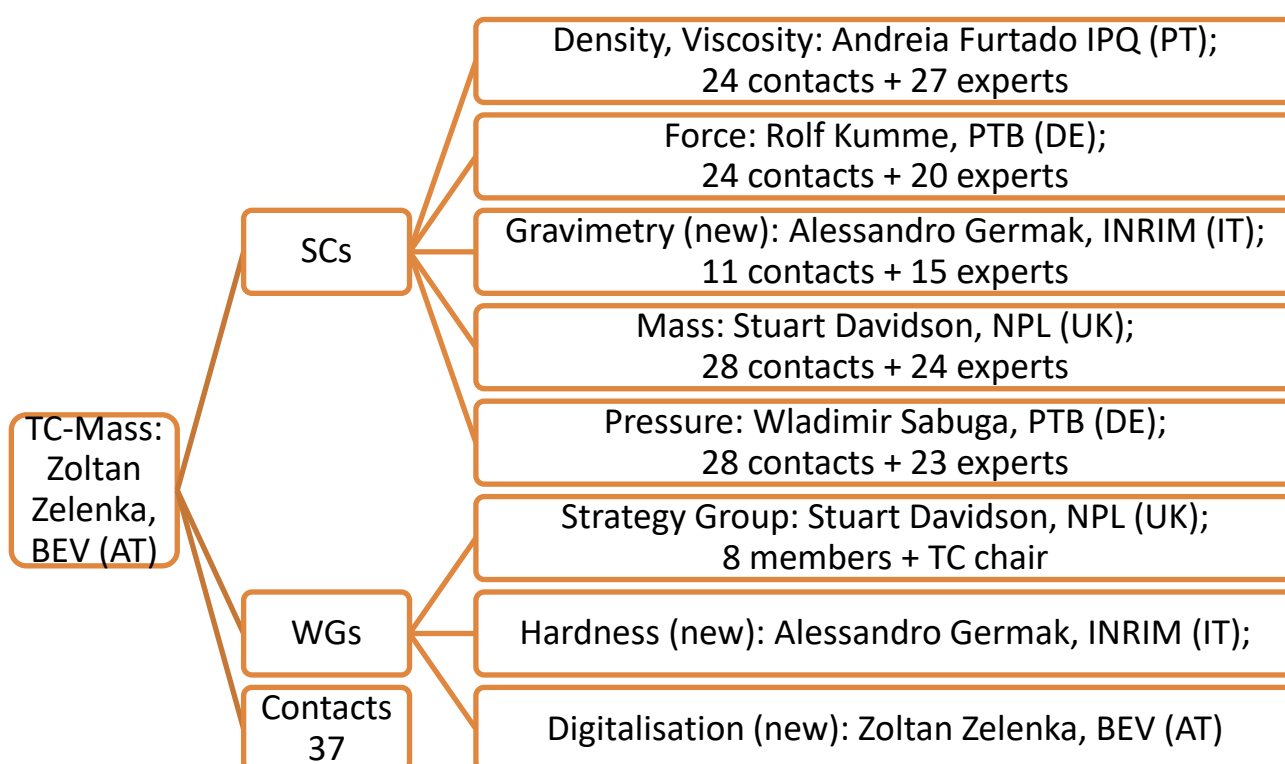 TC-Mass:
Zoltan
Zelenka,
BEV (AT)
SCs
Density, Viscosity: Andreia Furtado IPQ (PT);
24 contacts + 27 experts
Force: Rolf Kumme, PTB (DE);
24 contacts + 20 experts
Gravimetry (new): Alessandro Germak, INRIM (IT);
11 contacts + 15 experts
Mass: Stuart Davidson, NPL (UK);
28 contacts + 24 experts
Pressure: Wladimir Sabuga, PTB (DE);
28 contacts + 23 experts
WGs
Strategy Group: Stuart Davidson, NPL (UK);
8 members + TC chair
Hardness (new): Alessandro Germak, INRIM (IT);
Digitalisation (new): Zoltan Zelenka, BEV (AT)
Contacts
37